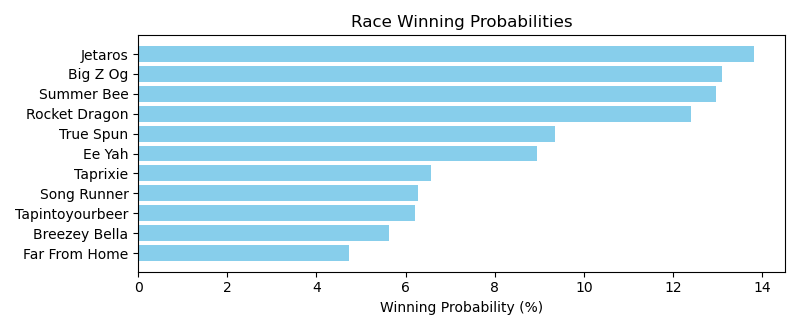 Race Winning Probabilities
Jetaros
Big Z Og
Summer Bee
Rocket Dragon
True Spun
Ee Yah
Taprixie
Song Runner
Tapintoyourbeer
Breezey Bella
Far From Home
0 2 4 6 8 10 12 14
Winning Probability (%)